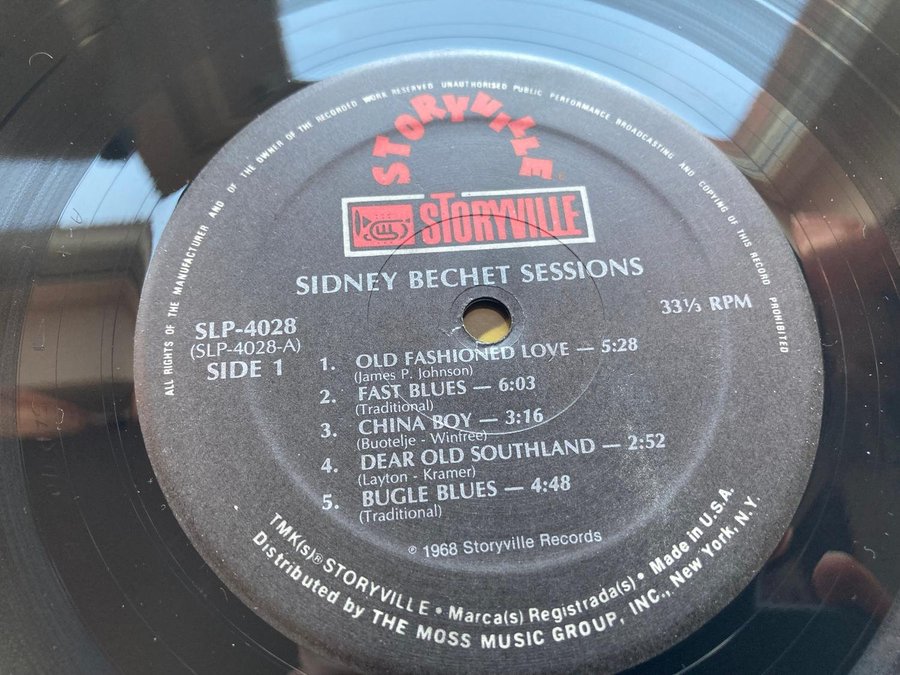 ALL RIGHTS OF THE MANUFACTURER AND OF THE OWNER OF THE RECORDED WORK RESERVED UNAUTHORISED PUBLIC PERFORMANCE BROADCASTING AND COPYING OF THIS RECORD PROHIBITED
STORYVILLE
STORYVILLE
SIDNEY BECHET SESSIONS
SLP-4028
(SLP-4028-A)
SIDE 1
33⅓ RPM
1. OLD FASHIONED LOVE — 5:28
(James P. Johnson)
2. FAST BLUES — 6:03
(Traditional)
3. CHINA BOY — 3:16
(Buotelje - Winfree)
4. DEAR OLD SOUTHLAND — 2:52
(Layton - Kramer)
5. BUGLE BLUES — 4:48
(Traditional)
℗ 1968 Storyville Records
TMK(s)® STORYVILLE • Marca(s) Registrada(s) • Made in U.S.A.
Distributed by THE MOSS MUSIC GROUP, INC., New York, N.Y.